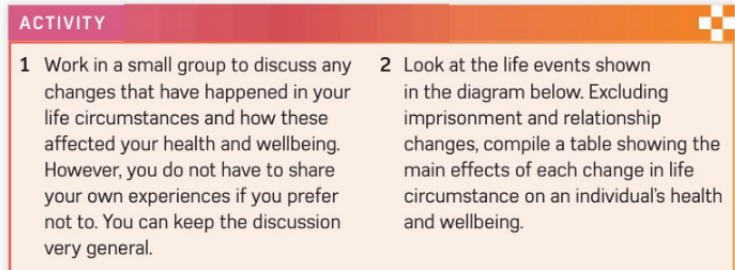 ACTIVITY
1 Work in a small group to discuss any
changes that have happened in your
life circumstances and how these
affected your health and wellbeing.
However, you do not have to share
your own experiences if you prefer
not to. You can keep the discussion
very general.
2 Look at the life events shown
in the diagram below. Excluding
imprisonment and relationship
changes, compile a table showing the
main effects of each change in life
circumstance on an individual's health
and wellbeing.